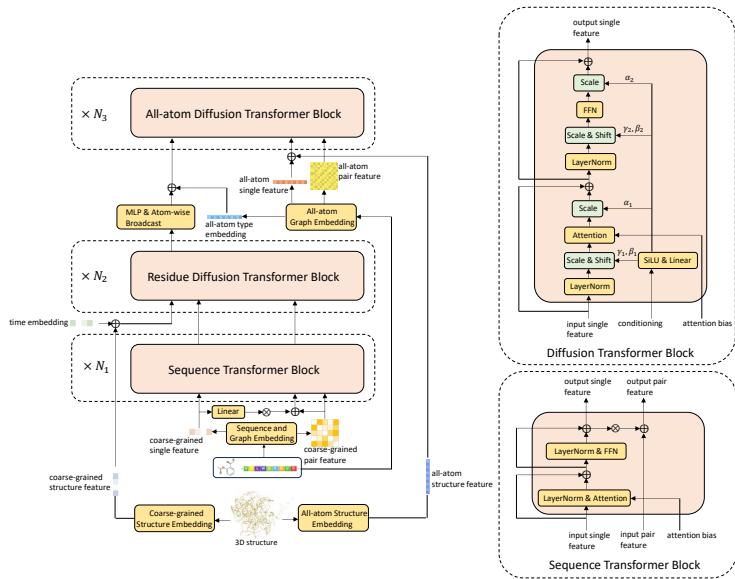 × N₃
All-atom Diffusion Transformer Block
all-atom
single feature
all-atom
pair feature
MLP & Atom-wise
Broadcast
all-atom type
embedding
All-atom
Graph Embedding
× N₂
Residue Diffusion Transformer Block
time embedding
× N₁
Sequence Transformer Block
Linear
Sequence and
Graph Embedding
coarse-grained
single feature
coarse-grained
pair feature
coarse-grained
structure feature
all-atom
structure feature
Coarse-grained
Structure Embedding
3D structure
All-atom Structure
Embedding
output single
feature
Scale
α₂
FFN
Scale & Shift
γ₂, β₂
LayerNorm
Scale
α₁
Attention
Scale & Shift
γ₁, β₁
SiLU & Linear
LayerNorm
input single
feature
conditioning
attention bias
Diffusion Transformer Block
output single
feature
output pair
feature
LayerNorm & FFN
LayerNorm & Attention
input single
feature
input pair
feature
attention bias
Sequence Transformer Block